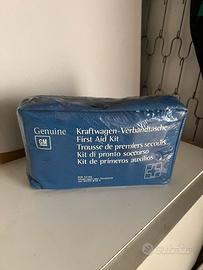 Genuine
GM
Kraftwagen-Verbandtasche
First Aid Kit
Trousse de premiers secours
Kit di pronto soccorso
Kit de primeros auxilios
subito